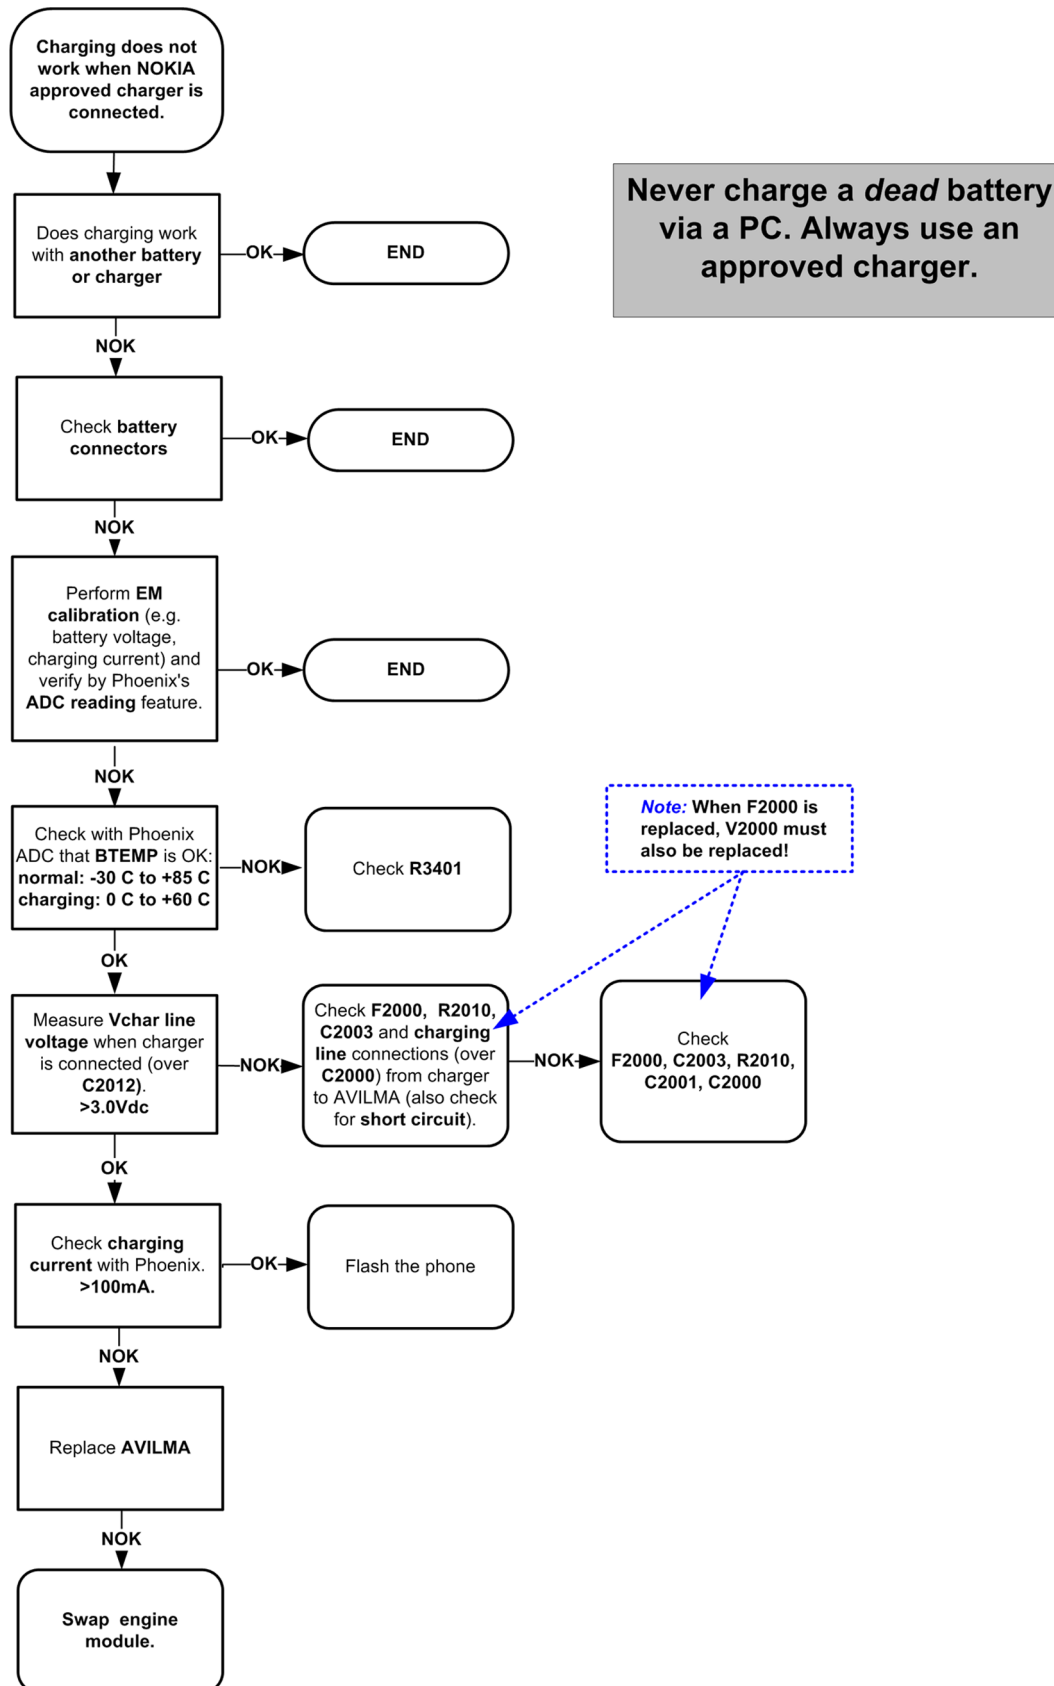 Charging does not
work when NOKIA
approved charger is
connected.
Never charge a dead battery
via a PC. Always use an
approved charger.
Does charging work
with another battery
or charger
OK
END
NOK
Check battery
connectors
OK
END
NOK
Perform EM
calibration (e.g.
battery voltage,
charging current) and
verify by Phoenix's
ADC reading feature.
OK
END
NOK
Note: When F2000 is
replaced, V2000 must
also be replaced!
Check with Phoenix
ADC that BTEMP is OK:
normal: -30 C to +85 C
charging: 0 C to +60 C
NOK
Check R3401
OK
Measure Vchar line
voltage when charger
is connected (over
C2012).
>3.0Vdc
NOK
Check F2000, R2010,
C2003 and charging
line connections (over
C2000) from charger
to AVILMA (also check
for short circuit).
NOK
Check
F2000, C2003, R2010,
C2001, C2000
OK
Check charging
current with Phoenix.
>100mA.
OK
Flash the phone
NOK
Replace AVILMA
NOK
Swap engine
module.